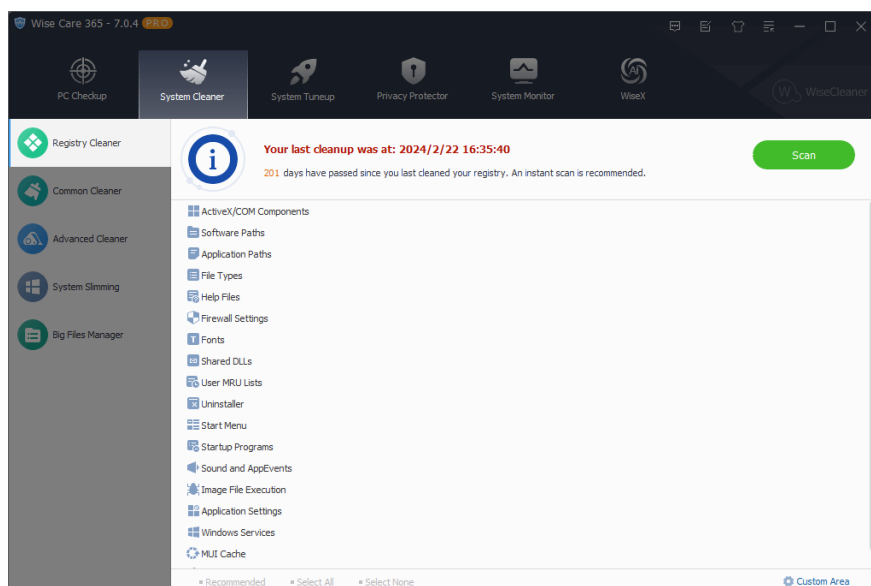 Wise Care 365 - 7.0.4 PRO
PC Checkup
System Cleaner
System Tuneup
Privacy Protector
System Monitor
AI
WiseX
W WiseCleaner
Registry Cleaner
Common Cleaner
Advanced Cleaner
System Slimming
Big Files Manager
Your last cleanup was at: 2024/2/22 16:35:40
201 days have passed since you last cleaned your registry. An instant scan is recommended.
Scan
ActiveX/COM Components
Software Paths
Application Paths
File Types
Help Files
Firewall Settings
Fonts
Shared DLLs
User MRU Lists
Uninstaller
Start Menu
Startup Programs
Sound and AppEvents
Image File Execution
Application Settings
Windows Services
MUI Cache
Recommended
Select All
Select None
Custom Area